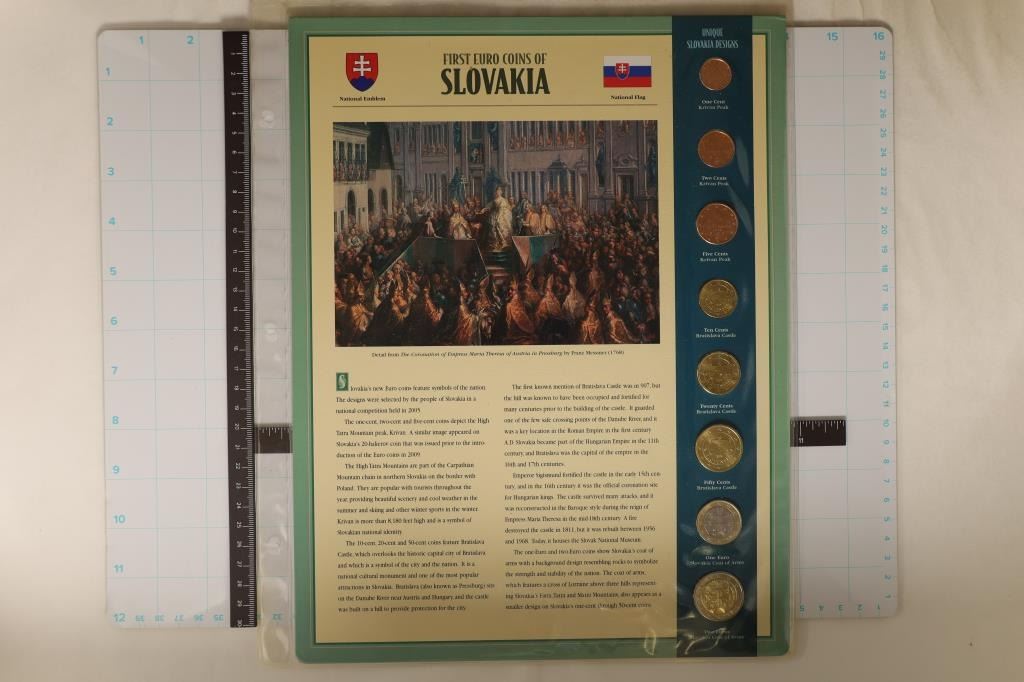 UNIQUE
SLOVAKIA DESIGNS
FIRST EURO COINS OF
SLOVAKIA
National Emblem
National Flag
Detail from The Coronation of Empress Maria Theresa of Austria in Pressburg by Franz Messmer (1768)
Slovakia's new Euro coins feature symbols of the nation.
The designs were selected by the people of Slovakia in a
national competition held in 2005.
The one-cent, two-cent and five-cent coins depict the High
Tatra Mountain peak, Krivan. A similar image appeared on
Slovakia's 20-halierov coin that was issued prior to the intro-
duction of the Euro coins in 2009.
The High Tatra Mountains are part of the Carpathian
Mountain chain in northern Slovakia on the border with
Poland. They are popular with tourists throughout the
year, providing beautiful scenery and cool weather in the
summer and skiing and other winter sports in the winter.
Krivan is more than 8,180 feet high and is a symbol of
Slovakian national identity.
The 10-cent, 20-cent and 50-cent coins feature Bratislava
Castle, which overlooks the historic capital city of Bratislava
and which is a symbol of the city and the nation. It is a
national cultural monument and one of the most popular
attractions in Slovakia. Bratislava (also known as Pressburg) sits
on the Danube River near Austria and Hungary, and the castle
was built on a hill to provide protection for the city.
The first known mention of Bratislava Castle was in 907, but
the hill was known to have been occupied and fortified for
many centuries prior to the building of the castle. It guarded
one of the few safe crossing points of the Danube River, and it
was a key location in the Roman Empire in the first century
A.D. Slovakia became part of the Hungarian Empire in the 11th
century, and Bratislava was the capital of the empire in the
16th and 17th centuries.
Emperor Sigismund fortified the castle in the early 15th cen-
tury, and in the 16th century it was the official coronation site
for Hungarian kings. The castle survived many attacks, and it
was reconstructed in the Baroque style during the reign of
Empress Maria Theresa in the mid-18th century. A fire
destroyed the castle in 1811, but it was rebuilt between 1956
and 1968. Today, it houses the Slovak National Museum.
The one-Euro and two-Euro coins show Slovakia's coat of
arms with a background design resembling rocks to symbolize
the strength and stability of the nation. The coat of arms,
which features a cross of Lorraine above three hills represent-
ing Slovakia's Fatra, Tatra and Matra Mountains, also appears as a
smaller design on Slovakia's one-cent through 50-cent coins.
One Cent
Krivan Peak
Two Cents
Krivan Peak
Five Cents
Krivan Peak
Ten Cents
Bratislava Castle
Twenty Cents
Bratislava Castle
Fifty Cents
Bratislava Castle
One Euro
Slovakia Coat of Arms